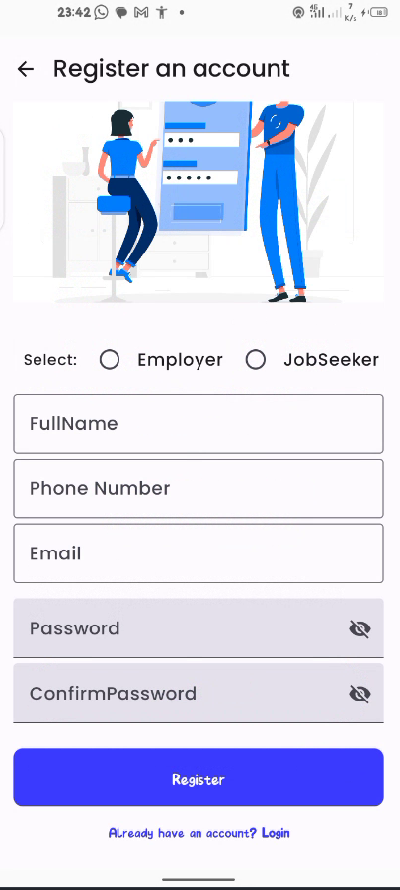 23:42 4G 7 K/s 18
Register an account
Select: Employer JobSeeker
FullName
Phone Number
Email
Password
ConfirmPassword
Register
Already have an account? Login